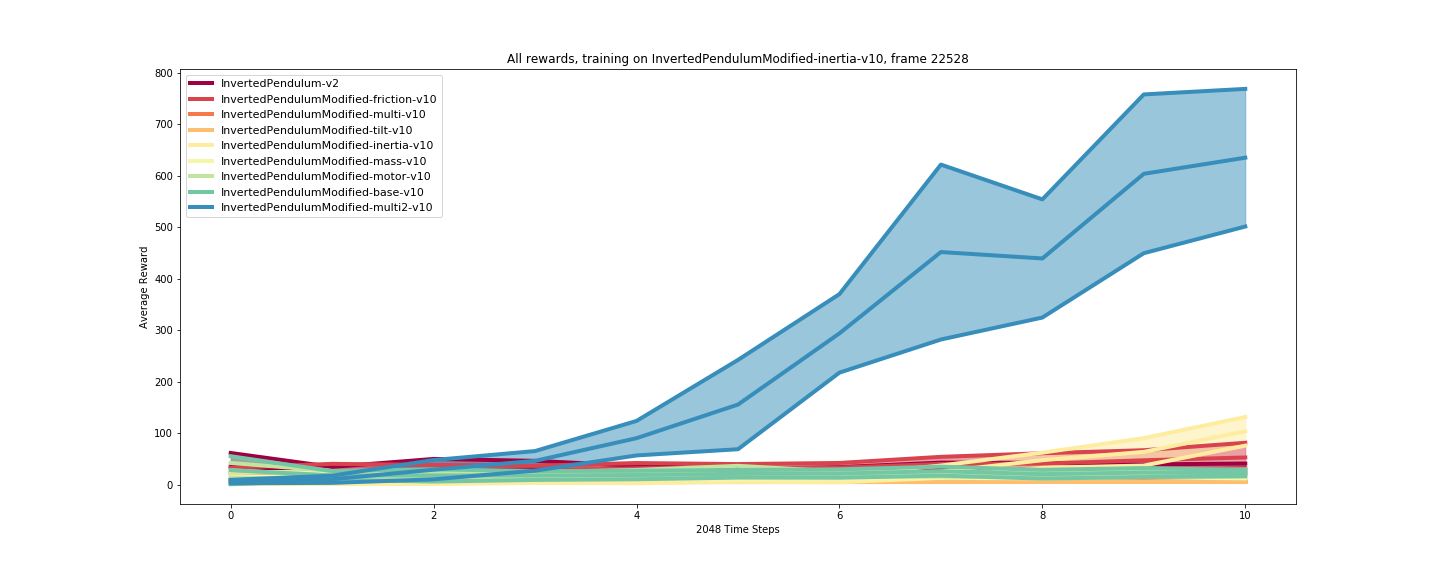 All rewards, training on InvertedPendulumModified-inertia-v10, frame 22528
800
700
600
500
400
300
200
100
0
Average Reward
InvertedPendulum-v2
InvertedPendulumModified-friction-v10
InvertedPendulumModified-multi-v10
InvertedPendulumModified-tilt-v10
InvertedPendulumModified-inertia-v10
InvertedPendulumModified-mass-v10
InvertedPendulumModified-motor-v10
InvertedPendulumModified-base-v10
InvertedPendulumModified-multi2-v10
0 2 4 6 8 10
2048 Time Steps